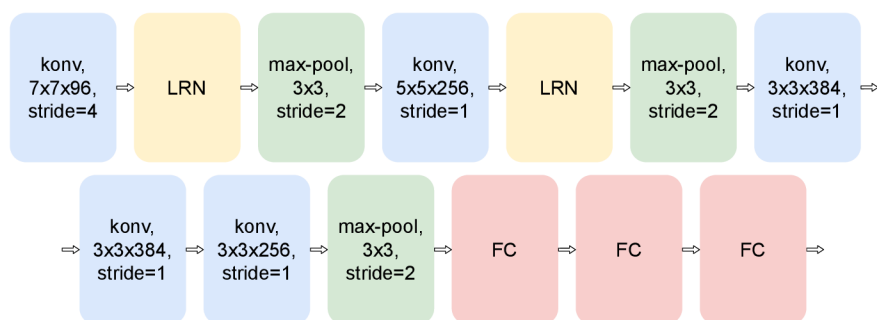 konv,
7x7x96,
stride=4
LRN
max-pool,
3x3,
stride=2
konv,
5x5x256,
stride=1
LRN
max-pool,
3x3,
stride=2
konv,
3x3x384,
stride=1
konv,
3x3x384,
stride=1
konv,
3x3x256,
stride=1
max-pool,
3x3,
stride=2
FC
FC
FC